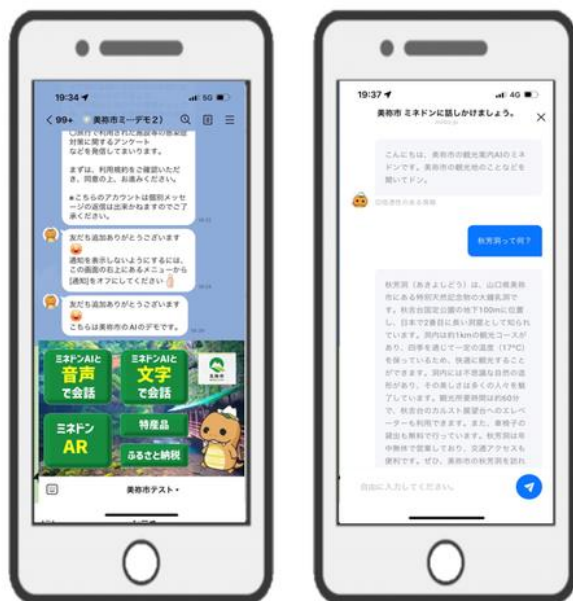 19:34
5G
99+
美祢市ミ…デモ2)
○旅行で利用された施設等の感染症
対策に関するアンケート
などを発信してまいります。
まずは、利用規約をご確認いただ
き、同意の上、お進みください。
※こちらのアカウントは個別メッセ
ージの返信は出来かねますのでご了
承ください。
友だち追加ありがとうございます
通知を表示しないようにするには、
この画面の右上にあるメニューから
[通知]をオフにしてください
友だち追加ありがとうございます
こちらは美祢市のAIのデモです。
ミネドンAIと
音声
で会話
ミネドンAIと
文字
で会話
ミネドン
AR
特産品
ふるさと納税
美祢市テスト
19:37
4G
美祢市 ミネドンに話しかけましょう。
こんにちは、美祢市の観光案内AIのミネ
ドンです。美祢市の観光地のことなどを
聞いてドン。
秋芳洞って何？
秋芳洞（あきよしどう）は、山口県美祢
市にある特別天然記念物の大鍾乳洞で
す。秋吉台国定公園の地下100mに位置
し、日本で2番目に長い洞窟として知られ
ています。洞内は約1kmの観光コースが
あり、四季を通じて一定の温度（17℃）
を保っているため、快適に観光すること
ができます。洞内には不思議な自然の造
形があり、その美しさは多くの人々を魅
了しています。観光所要時間は約60分
で、秋吉台のカルスト展望台へのエレベ
ーターも利用できます。また、車椅子の
貸出も無料で行っています。秋芳洞は年
中無休で営業しており、交通アクセスも
便利です。ぜひ、美祢市の秋芳洞を訪れ
自由に入力してください。